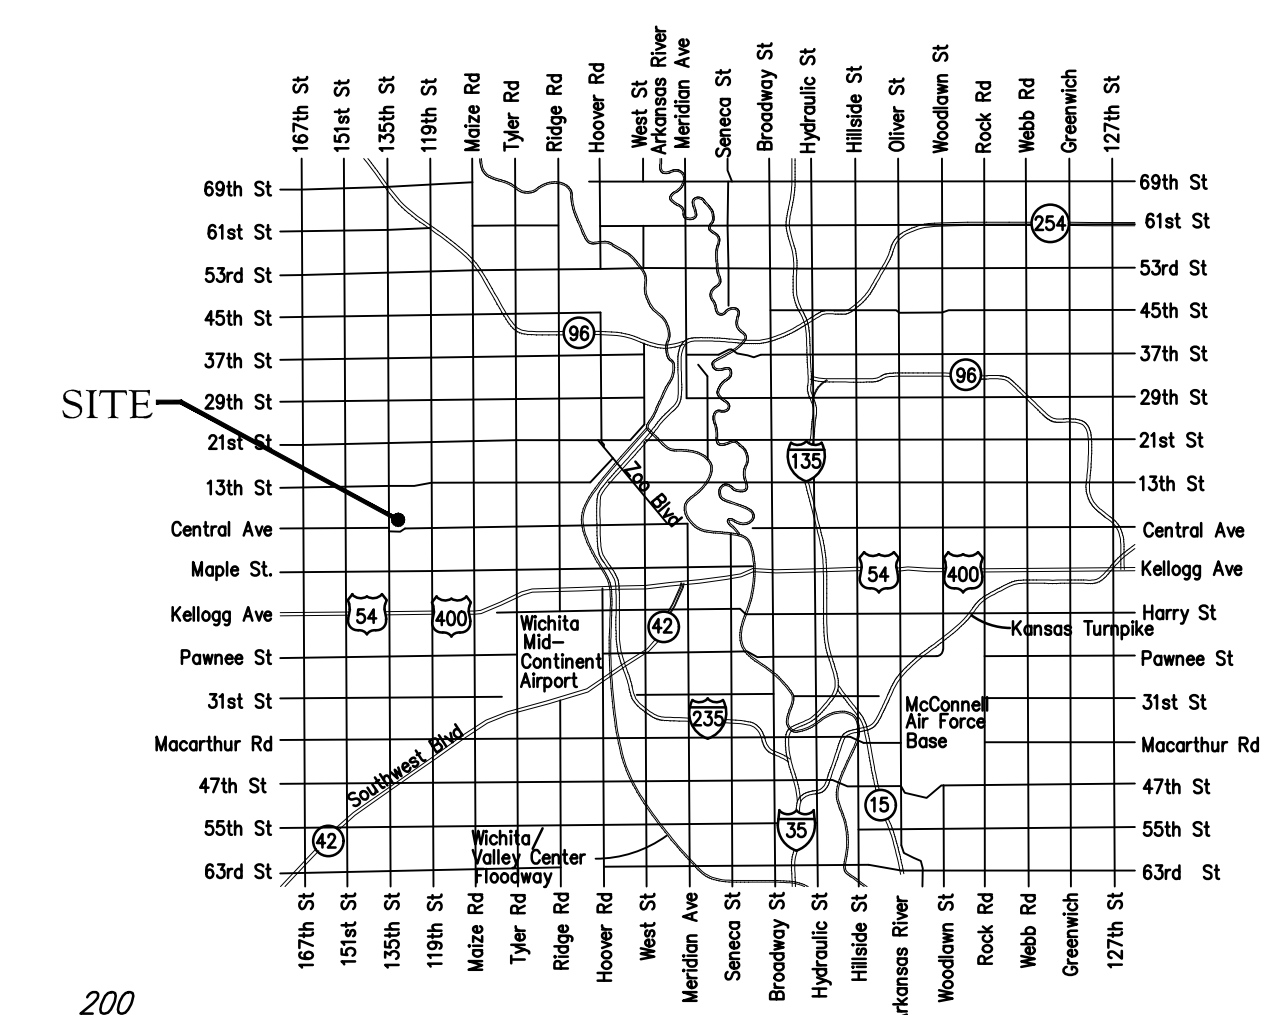 167th St
151st St
135th St
119th St
Maize Rd
Tyler Rd
Ridge Rd
Hoover Rd
West St
Arkansas River
Meridian Ave
Seneca St
Broadway St
Hydraulic St
Hillside St
Oliver St
Woodlawn St
Rock Rd
Webb Rd
Greenwich
127th St
69th St
69th St
61st St
254
61st St
53rd St
53rd St
45th St
96
45th St
37th St
37th St
96
SITE
29th St
29th St
21st St
21st St
135
13th St
Zoo Blvd
13th St
Central Ave
Central Ave
Maple St.
54
400
Kellogg Ave
Kellogg Ave
54
400
Harry St
Wichita
Mid-
Continent
Airport
42
Kansas Turnpike
Pawnee St
Pawnee St
31st St
31st St
235
McConnell
Air Force
Base
Macarthur Rd
Southwest Blvd
Macarthur Rd
47th St
47th St
15
55th St
42
35
55th St
Wichita/
Valley Center
Floodway
63rd St
63rd St
167th St
151st St
135th St
119th St
Maize Rd
Tyler Rd
Ridge Rd
Hoover Rd
West St
Meridian Ave
Seneca St
Broadway St
Hydraulic St
Hillside St
rkansas River
Woodlawn St
Rock Rd
Webb Rd
Greenwich
127th St
200